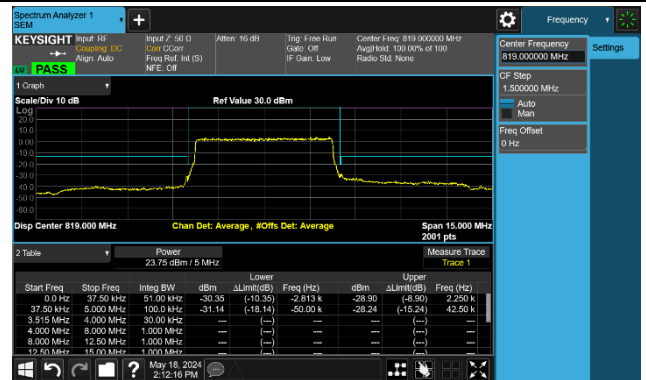 Spectrum Analyzer 1
SEM
Frequency
KEYSIGHT Input: RF Input Z: 50 Ω Atten: 16 dB Trig: Free Run Center Freq: 819.000000 MHz
Coupling: DC Corr CCorr Gate: Off Avg|Hold: 100.00% of 100
Align: Auto Freq Ref: Int (S) IF Gain: Low Radio Std: None
NFE: Off
LW PASS
Center Frequency
819.000000 MHz
Settings
CF Step
1.500000 MHz
Auto
Man
Freq Offset
0 Hz
1 Graph
Scale/Div 10 dB Ref Value 30.0 dBm
Log
20.0
10.0
0.00
-10.0
-20.0
-30.0
-40.0
-50.0
-60.0
Disp Center 819.000 MHz Chan Det: Average, #Offs Det: Average Span 15.000 MHz
2001 pts
2 Table Power Measure Trace
23.75 dBm / 5 MHz Trace 1
Lower Upper
Start Freq Stop Freq Integ BW dBm ΔLimit(dB) Freq (Hz) dBm ΔLimit(dB) Freq (Hz)
0.0 Hz 37.50 kHz 51.00 kHz -30.35 (-10.35) -2.813 k -28.90 (-8.90) 2.250 k
37.50 kHz 5.000 MHz 100.0 kHz -31.14 (-18.14) -50.00 k -28.24 (-15.24) 42.50 k
3.515 MHz 4.000 MHz 30.00 kHz --- (---) --- --- (---) ---
4.000 MHz 8.000 MHz 1.000 MHz --- (---) --- --- (---) ---
8.000 MHz 12.50 MHz 1.000 MHz --- (---) --- --- (---) ---
12.50 MHz 15.00 MHz 1.000 MHz --- (---) --- --- (---) ---
? May 18, 2024
2:12:16 PM